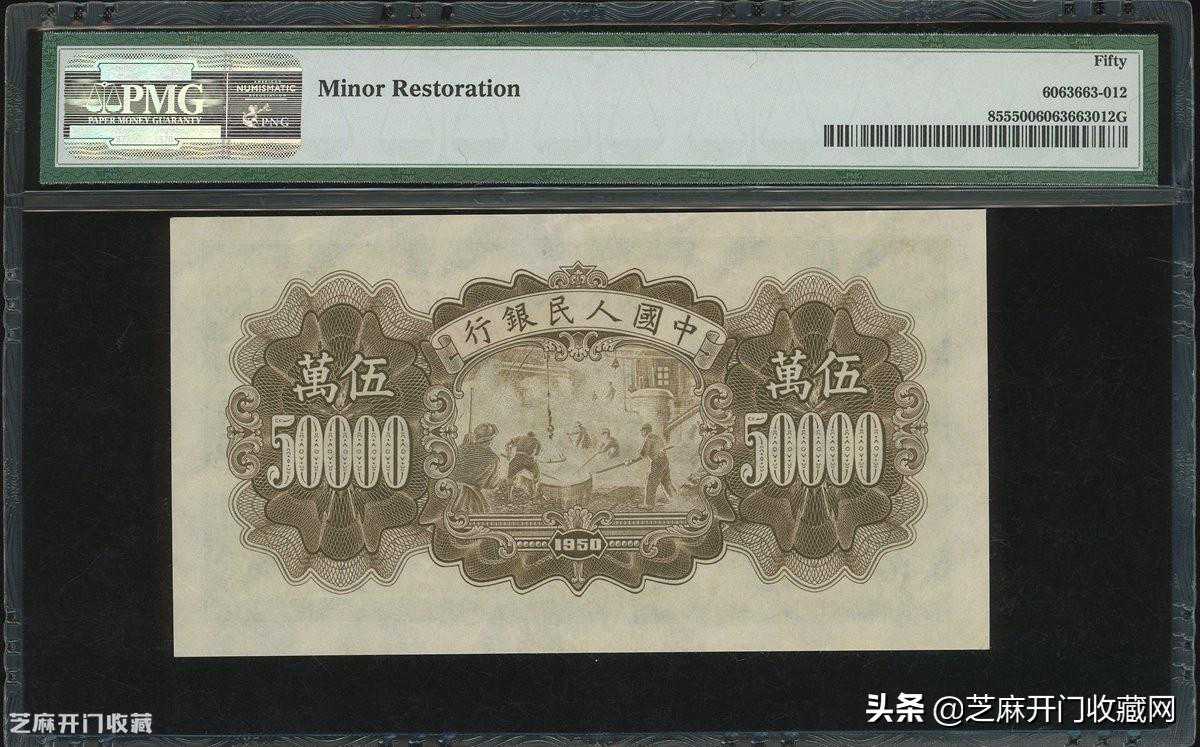 Fifty
PMG
PAPER MONEY GUARANTY
NUMISMATIC
PNG
Minor Restoration
6063663-012
8555006063663012G
行銀民人國中
萬伍
50000
萬伍
50000
1950
芝麻开门收藏
头条 @芝麻开门收藏网